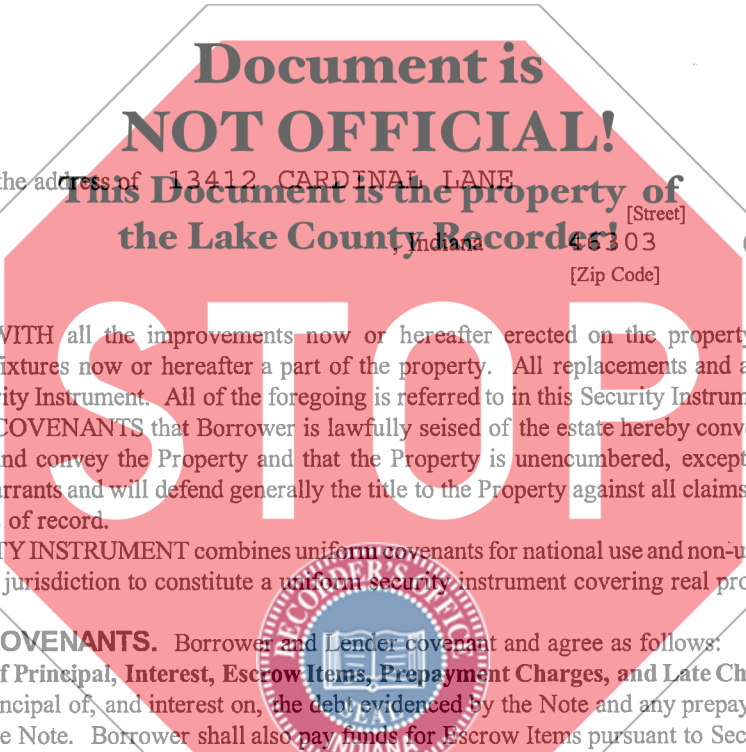 Document is
NOT OFFICIAL!
the address of 13412 CARDINAL LANE
This Document is the property of
[Street]
the Lake County Recorder!
, Indiana 46303
[Zip Code]
STOP
WITH all the improvements now or hereafter erected on the property
ixtures now or hereafter a part of the property. All replacements and a
ity Instrument. All of the foregoing is referred to in this Security Instrum
COVENANTS that Borrower is lawfully seised of the estate hereby conv
nd convey the Property and that the Property is unencumbered, except
rrants and will defend generally the title to the Property against all claims
of record.
TY INSTRUMENT combines uniform covenants for national use and non-u
jurisdiction to constitute a uniform security instrument covering real pro
RECORDER'S OFFIC
OVENANTS. Borrower and Lender covenant and agree as follows:
f Principal, Interest, Escrow Items, Prepayment Charges, and Late Ch
ncipal of, and interest on, the debt evidenced by the Note and any prepay
SEAL
e Note. Borrower shall also pay funds for Escrow Items pursuant to Sec
INDIANA